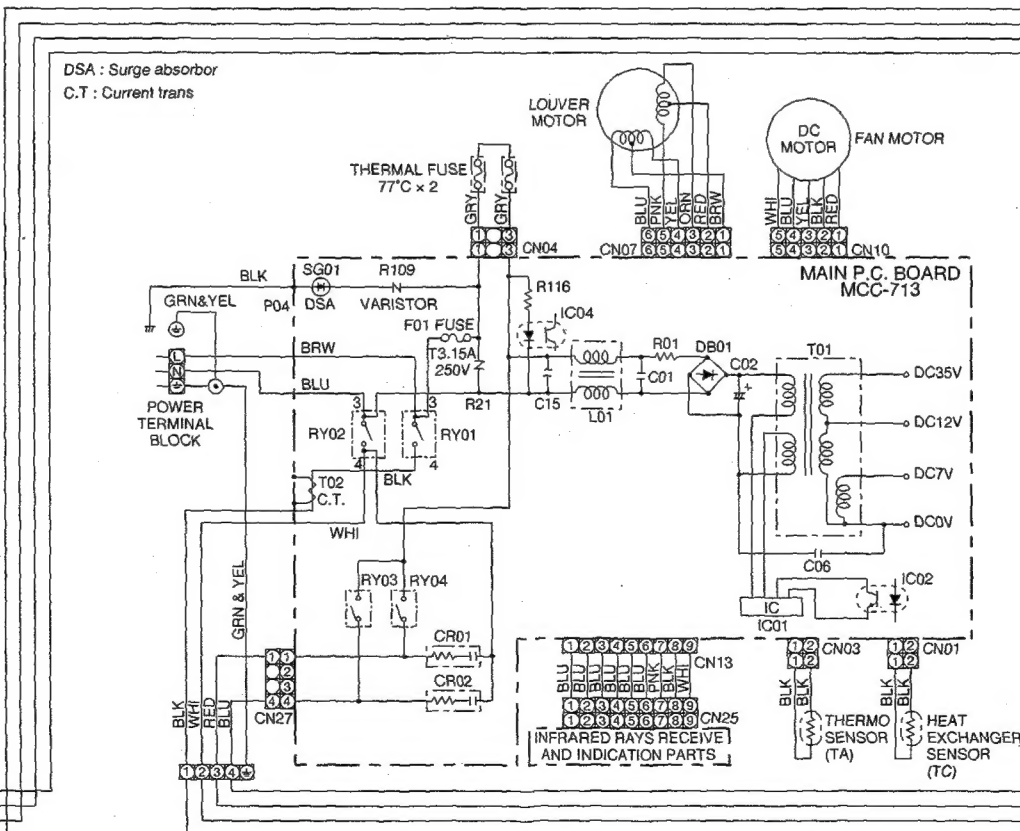 DSA : Surge absorbor
C.T : Current trans
LOUVER
MOTOR
DC
MOTOR
FAN MOTOR
THERMAL FUSE
77°C × 2
GRY
GRY
BLU
PNK
YEL
ORN
RED
BRW
WHI
BLU
YEL
BLK
RED
1 3
1 3
CN04
6 5 4 3 2 1
6 5 4 3 2 1
CN07
5 4 3 2 1
5 4 3 2 1
CN10
MAIN P.C. BOARD
MCC-713
BLK
SG01
R109
P04
DSA
VARISTOR
R116
IC04
GRN&YEL
F01 FUSE
T3.15A
250V
BRW
L
N
BLU
R01
DB01
C02
+
T01
DC35V
C01
C15
L01
R21
POWER
TERMINAL
BLOCK
3
3
RY02
RY01
4
4
DC12V
BLK
T02
C.T.
DC7V
WHI
DC0V
C06
RY03
RY04
IC02
IC
IC01
GRN & YEL
CR01
CR02
1 1
2
3
4 4
CN27
1 2 3 4 5 6 7 8 9
CN13
BLU
BLU
BLU
BLU
BLU
BLU
PNK
BLK
WHI
1 2 3 4 5 6 7 8 9
CN25
INFRARED RAYS RECEIVE
AND INDICATION PARTS
1 2
1 2
CN03
BLK
BLK
THERMO
SENSOR
(TA)
1 2
1 2
CN01
BLK
BLK
HEAT
EXCHANGER
SENSOR
(TC)
BLK
WHI
RED
BLU
1 2 3 4